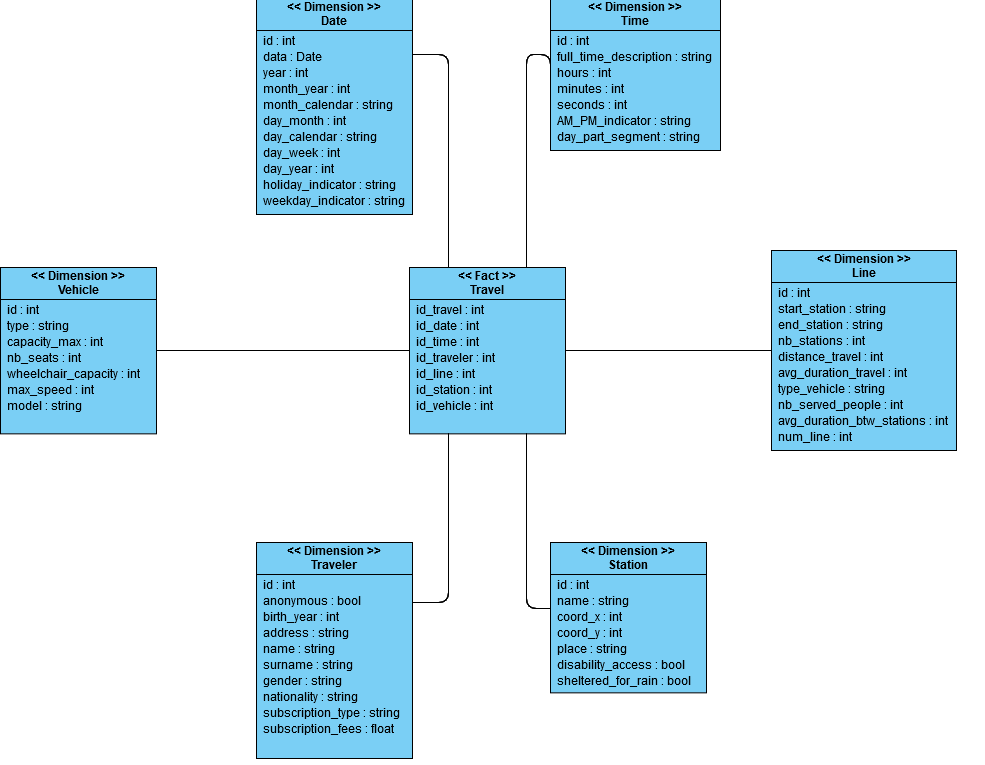 << Dimension >>
Date
id : int
data : Date
year : int
month_year : int
month_calendar : string
day_month : int
day_calendar : string
day_week : int
day_year : int
holiday_indicator : string
weekday_indicator : string
<< Dimension >>
Time
id : int
full_time_description : string
hours : int
minutes : int
seconds : int
AM_PM_indicator : string
day_part_segment : string
<< Dimension >>
Vehicle
id : int
type : string
capacity_max : int
nb_seats : int
wheelchair_capacity : int
max_speed : int
model : string
<< Fact >>
Travel
id_travel : int
id_date : int
id_time : int
id_traveler : int
id_line : int
id_station : int
id_vehicle : int
<< Dimension >>
Line
id : int
start_station : string
end_station : string
nb_stations : int
distance_travel : int
avg_duration_travel : int
type_vehicle : string
nb_served_people : int
avg_duration_btw_stations : int
num_line : int
<< Dimension >>
Traveler
id : int
anonymous : bool
birth_year : int
address : string
name : string
surname : string
gender : string
nationality : string
subscription_type : string
subscription_fees : float
<< Dimension >>
Station
id : int
name : string
coord_x : int
coord_y : int
place : string
disability_access : bool
sheltered_for_rain : bool